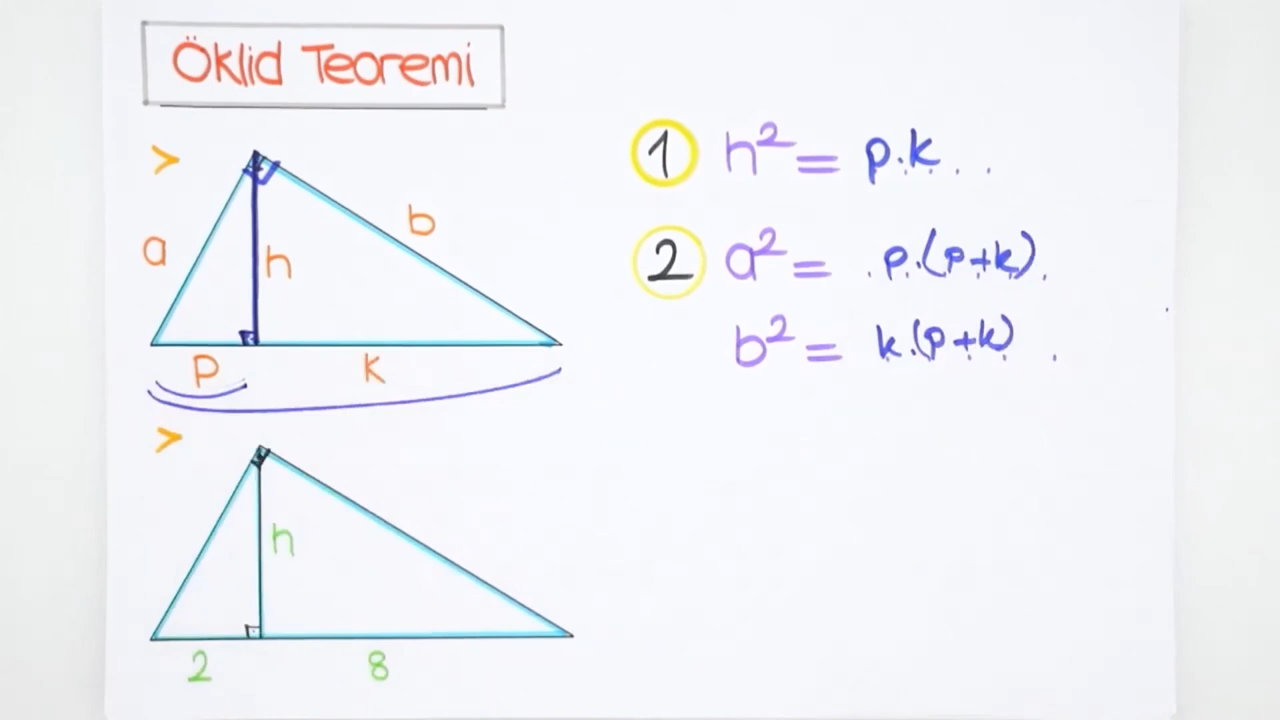 Öklid Teoremi
>
a
b
h
p
k
1 h²= p.k
2 a²= p.(p+k)
b²= k.(p+k)
>
h
2
8